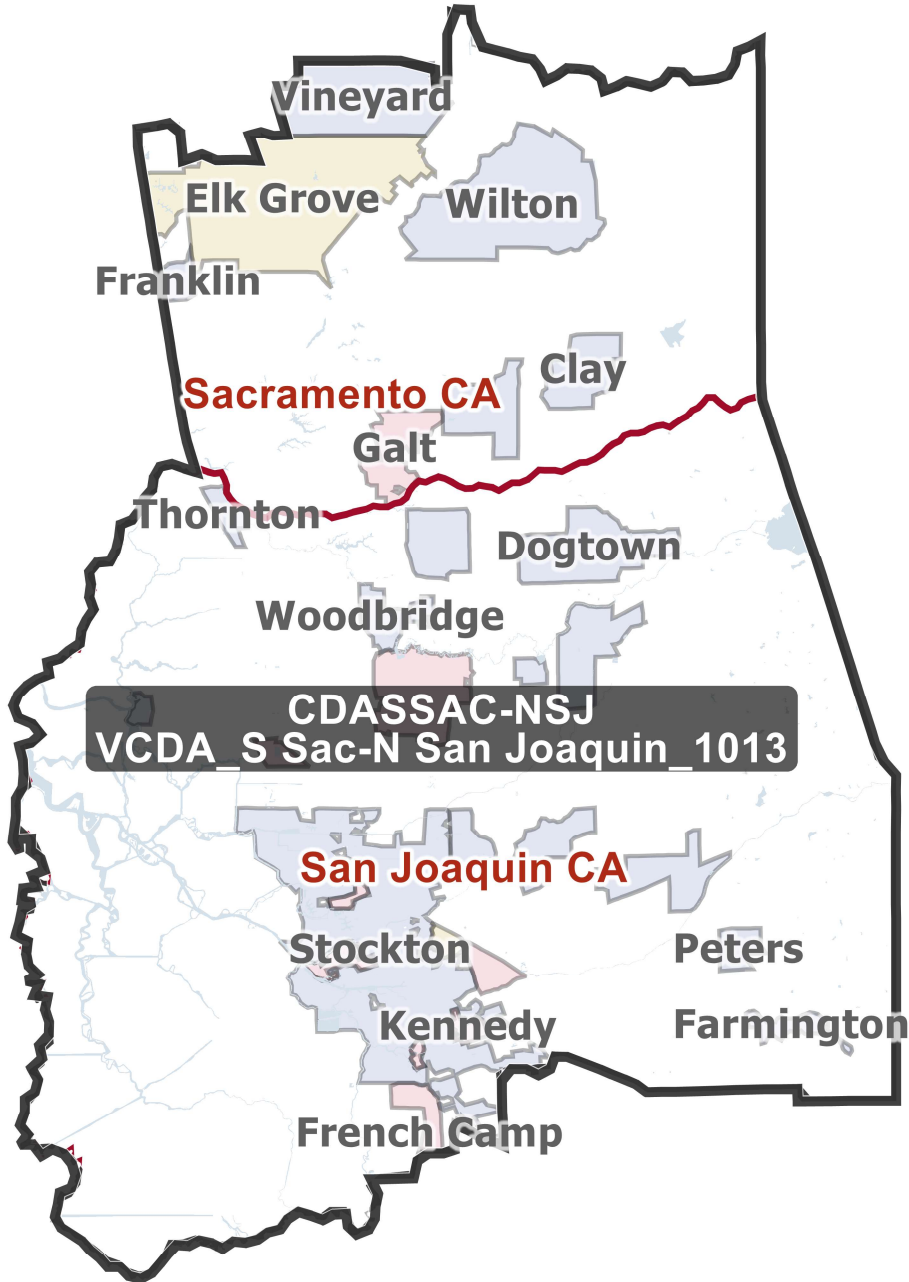 Vineyard
Elk Grove
Wilton
Franklin
Clay
Sacramento CA
Galt
Thornton
Dogtown
Woodbridge
CDASSAC-NSJ
VCDA_S Sac-N San Joaquin_1013
San Joaquin CA
Stockton
Peters
Kennedy
Farmington
French Camp